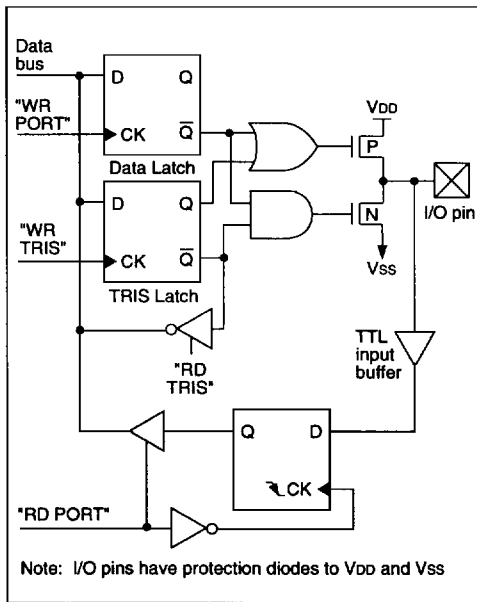 Data
bus
D
Q
"WR
PORT"
CK
Q
Data Latch
VDD
P
I/O pin
D
Q
N
"WR
TRIS"
CK
Q
VSS
TRIS Latch
"RD
TRIS"
TTL
input
buffer
Q
D
CK
"RD PORT"
Note: I/O pins have protection diodes to VDD and VSS